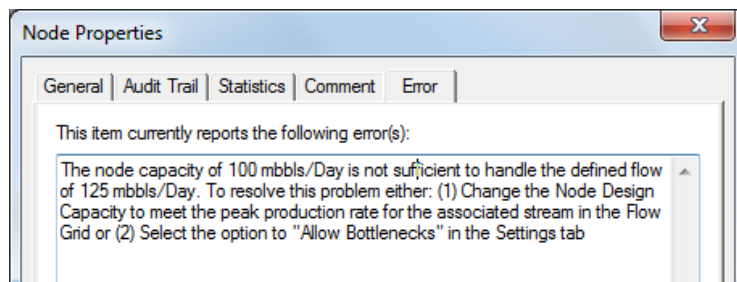 Node Properties
General Audit Trail Statistics Comment Error
This item currently reports the following error(s):
The node capacity of 100 mbbls/Day is not sufficient to handle the defined flow
of 125 mbbls/Day. To resolve this problem either: (1) Change the Node Design
Capacity to meet the peak production rate for the associated stream in the Flow
Grid or (2) Select the option to "Allow Bottlenecks" in the Settings tab